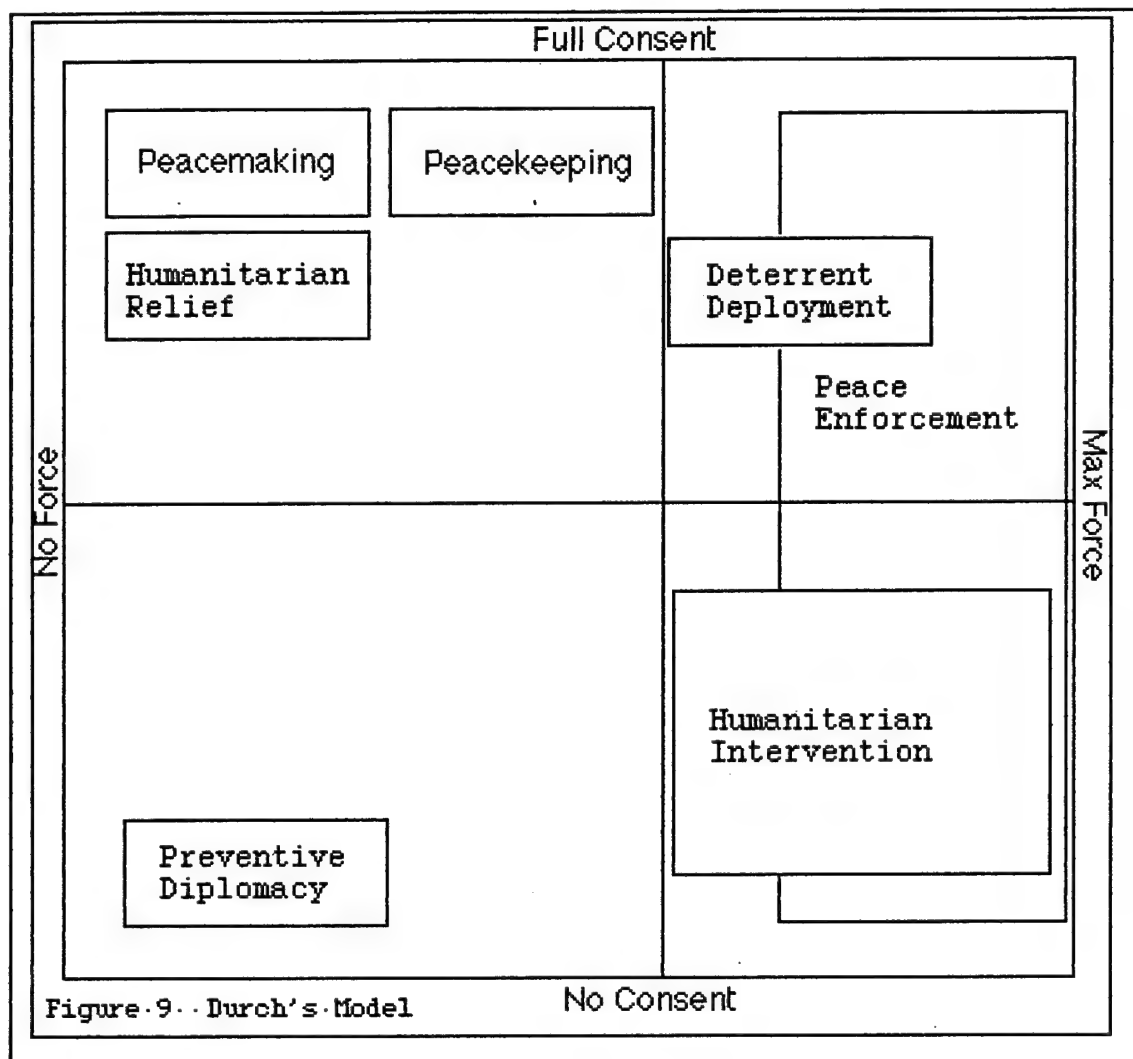 Full Consent
Peacemaking
Peacekeeping
Humanitarian
Relief
Deterrent
Deployment
Peace
Enforcement
No Force
Max Force
Humanitarian
Intervention
Preventive
Diplomacy
Figure·9··Durch's·Model
No Consent